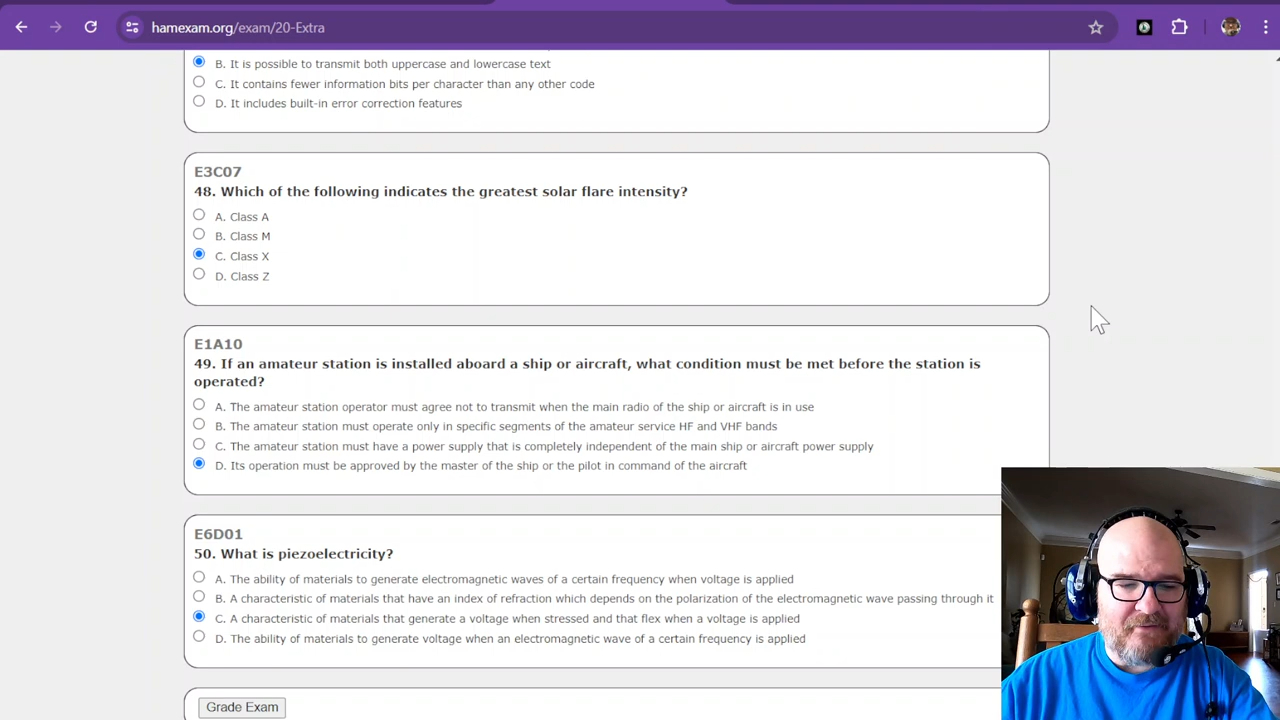 hamexam.org/exam/20-Extra
B. It is possible to transmit both uppercase and lowercase text
C. It contains fewer information bits per character than any other code
D. It includes built-in error correction features
E3C07
48. Which of the following indicates the greatest solar flare intensity?
A. Class A
B. Class M
C. Class X
D. Class Z
E1A10
49. If an amateur station is installed aboard a ship or aircraft, what condition must be met before the station is
operated?
A. The amateur station operator must agree not to transmit when the main radio of the ship or aircraft is in use
B. The amateur station must operate only in specific segments of the amateur service HF and VHF bands
C. The amateur station must have a power supply that is completely independent of the main ship or aircraft power supply
D. Its operation must be approved by the master of the ship or the pilot in command of the aircraft
E6D01
50. What is piezoelectricity?
A. The ability of materials to generate electromagnetic waves of a certain frequency when voltage is applied
B. A characteristic of materials that have an index of refraction which depends on the polarization of the electromagnetic wave passing through it
C. A characteristic of materials that generate a voltage when stressed and that flex when a voltage is applied
D. The ability of materials to generate voltage when an electromagnetic wave of a certain frequency is applied
Grade Exam